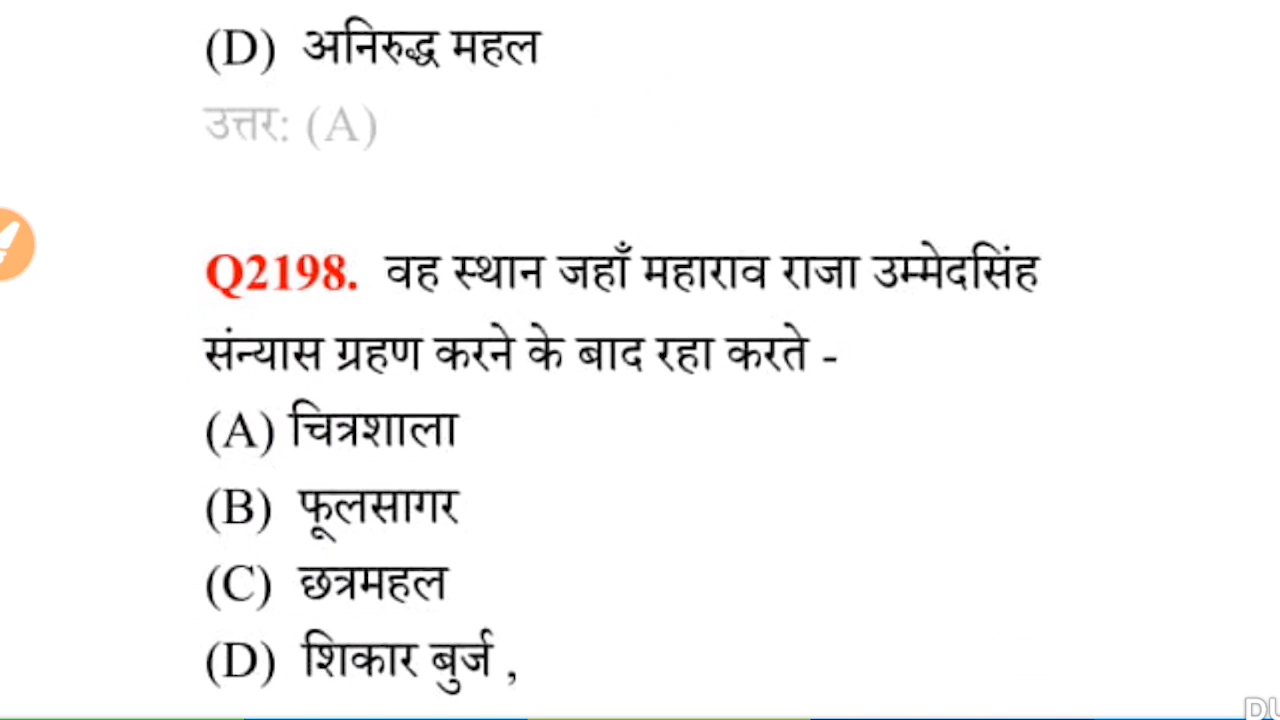 (D) अनिरुद्ध महल
उत्तर: (A)
Q2198. वह स्थान जहाँ महाराव राजा उम्मेदसिंह
संन्यास ग्रहण करने के बाद रहा करते -
(A) चित्रशाला
(B) फूलसागर
(C) छत्रमहल
(D) शिकार बुर्ज ,